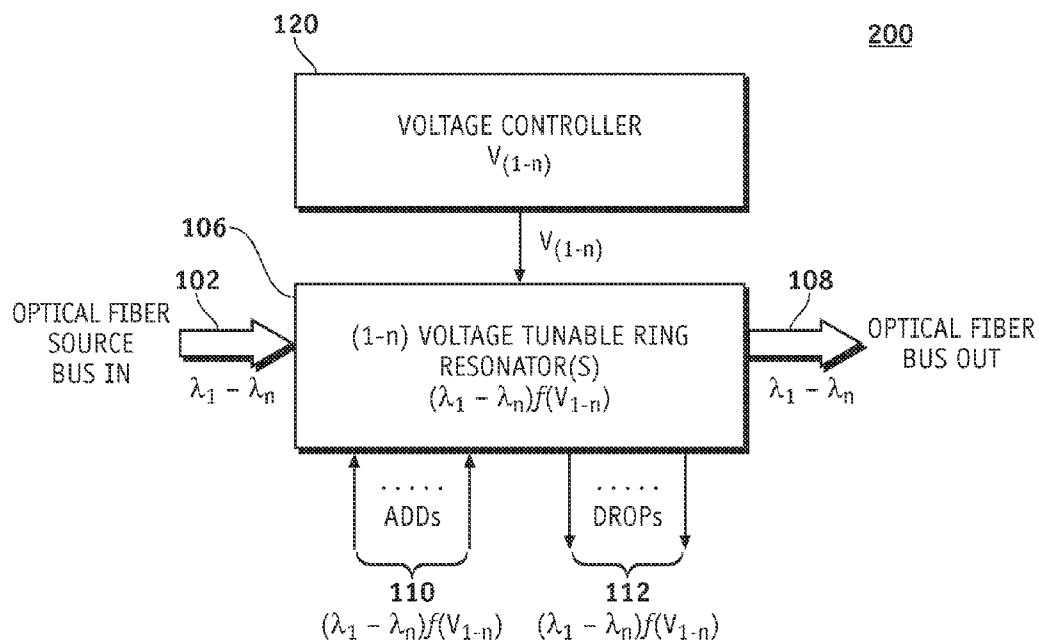 200
120
VOLTAGE CONTROLLER
V(1-n)
V(1-n)
106
102
OPTICAL FIBER
SOURCE
BUS IN
λ1 – λn
(1-n) VOLTAGE TUNABLE RING
RESONATOR(S)
(λ1 – λn)f(V1-n)
108
OPTICAL FIBER
BUS OUT
λ1 – λn
.....
ADDs
.....
DROPs
110
(λ1 – λn)f(V1-n)
112
(λ1 – λn)f(V1-n)